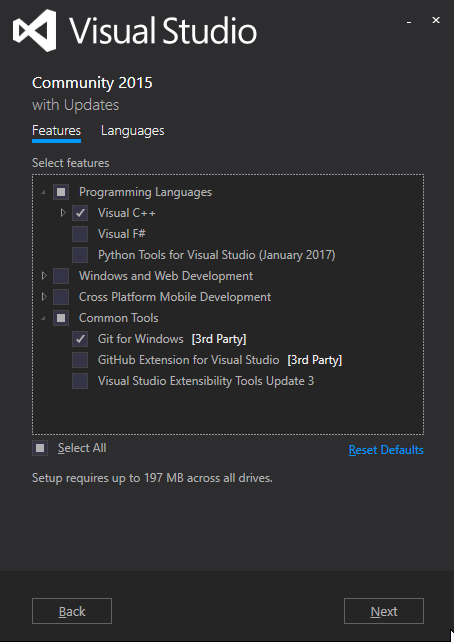 Visual Studio
Community 2015
with Updates
Features Languages
Select features
Programming Languages
Visual C++
Visual F#
Python Tools for Visual Studio (January 2017)
Windows and Web Development
Cross Platform Mobile Development
Common Tools
Git for Windows [3rd Party]
GitHub Extension for Visual Studio [3rd Party]
Visual Studio Extensibility Tools Update 3
Select All Reset Defaults
Setup requires up to 197 MB across all drives.
Back Next